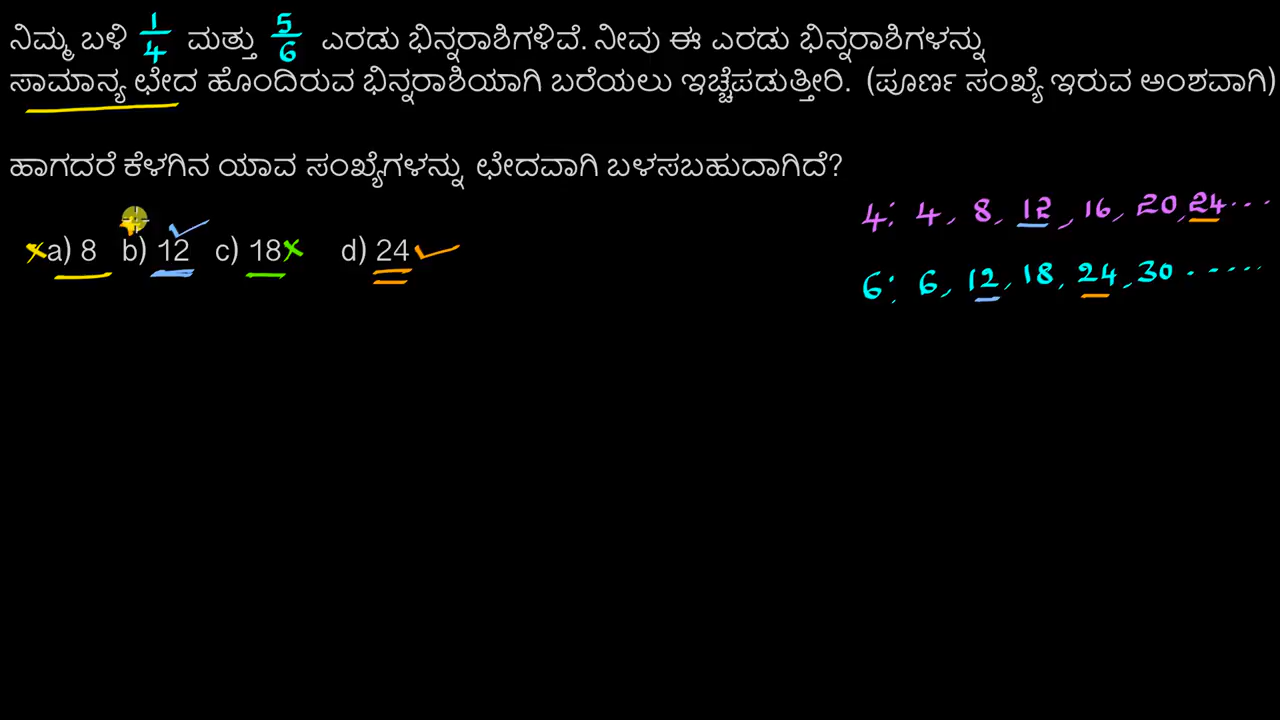 ನಿಮ್ಮ ಬಳಿ 1/4 ಮತ್ತು 5/6 ಎರಡು ಭಿನ್ನರಾಶಿಗಳಿವೆ. ನೀವು ಈ ಎರಡು ಭಿನ್ನರಾಶಿಗಳನ್ನು
ಸಾಮಾನ್ಯ ಛೇದ ಹೊಂದಿರುವ ಭಿನ್ನರಾಶಿಯಾಗಿ ಬರೆಯಲು ಇಚ್ಛೆಪಡುತ್ತೀರಿ. (ಪೂರ್ಣ ಸಂಖ್ಯೆ ಇರುವ ಅಂಶವಾಗಿ)
ಹಾಗದರೆ ಕೆಳಗಿನ ಯಾವ ಸಂಖ್ಯೆಗಳನ್ನು ಛೇದವಾಗಿ ಬಳಸಬಹುದಾಗಿದೆ?
4: 4, 8, 12, 16, 20, 24...
xa) 8 b) 12 ✓ c) 18 x d) 24 ✓
6: 6, 12, 18, 24, 30 ......